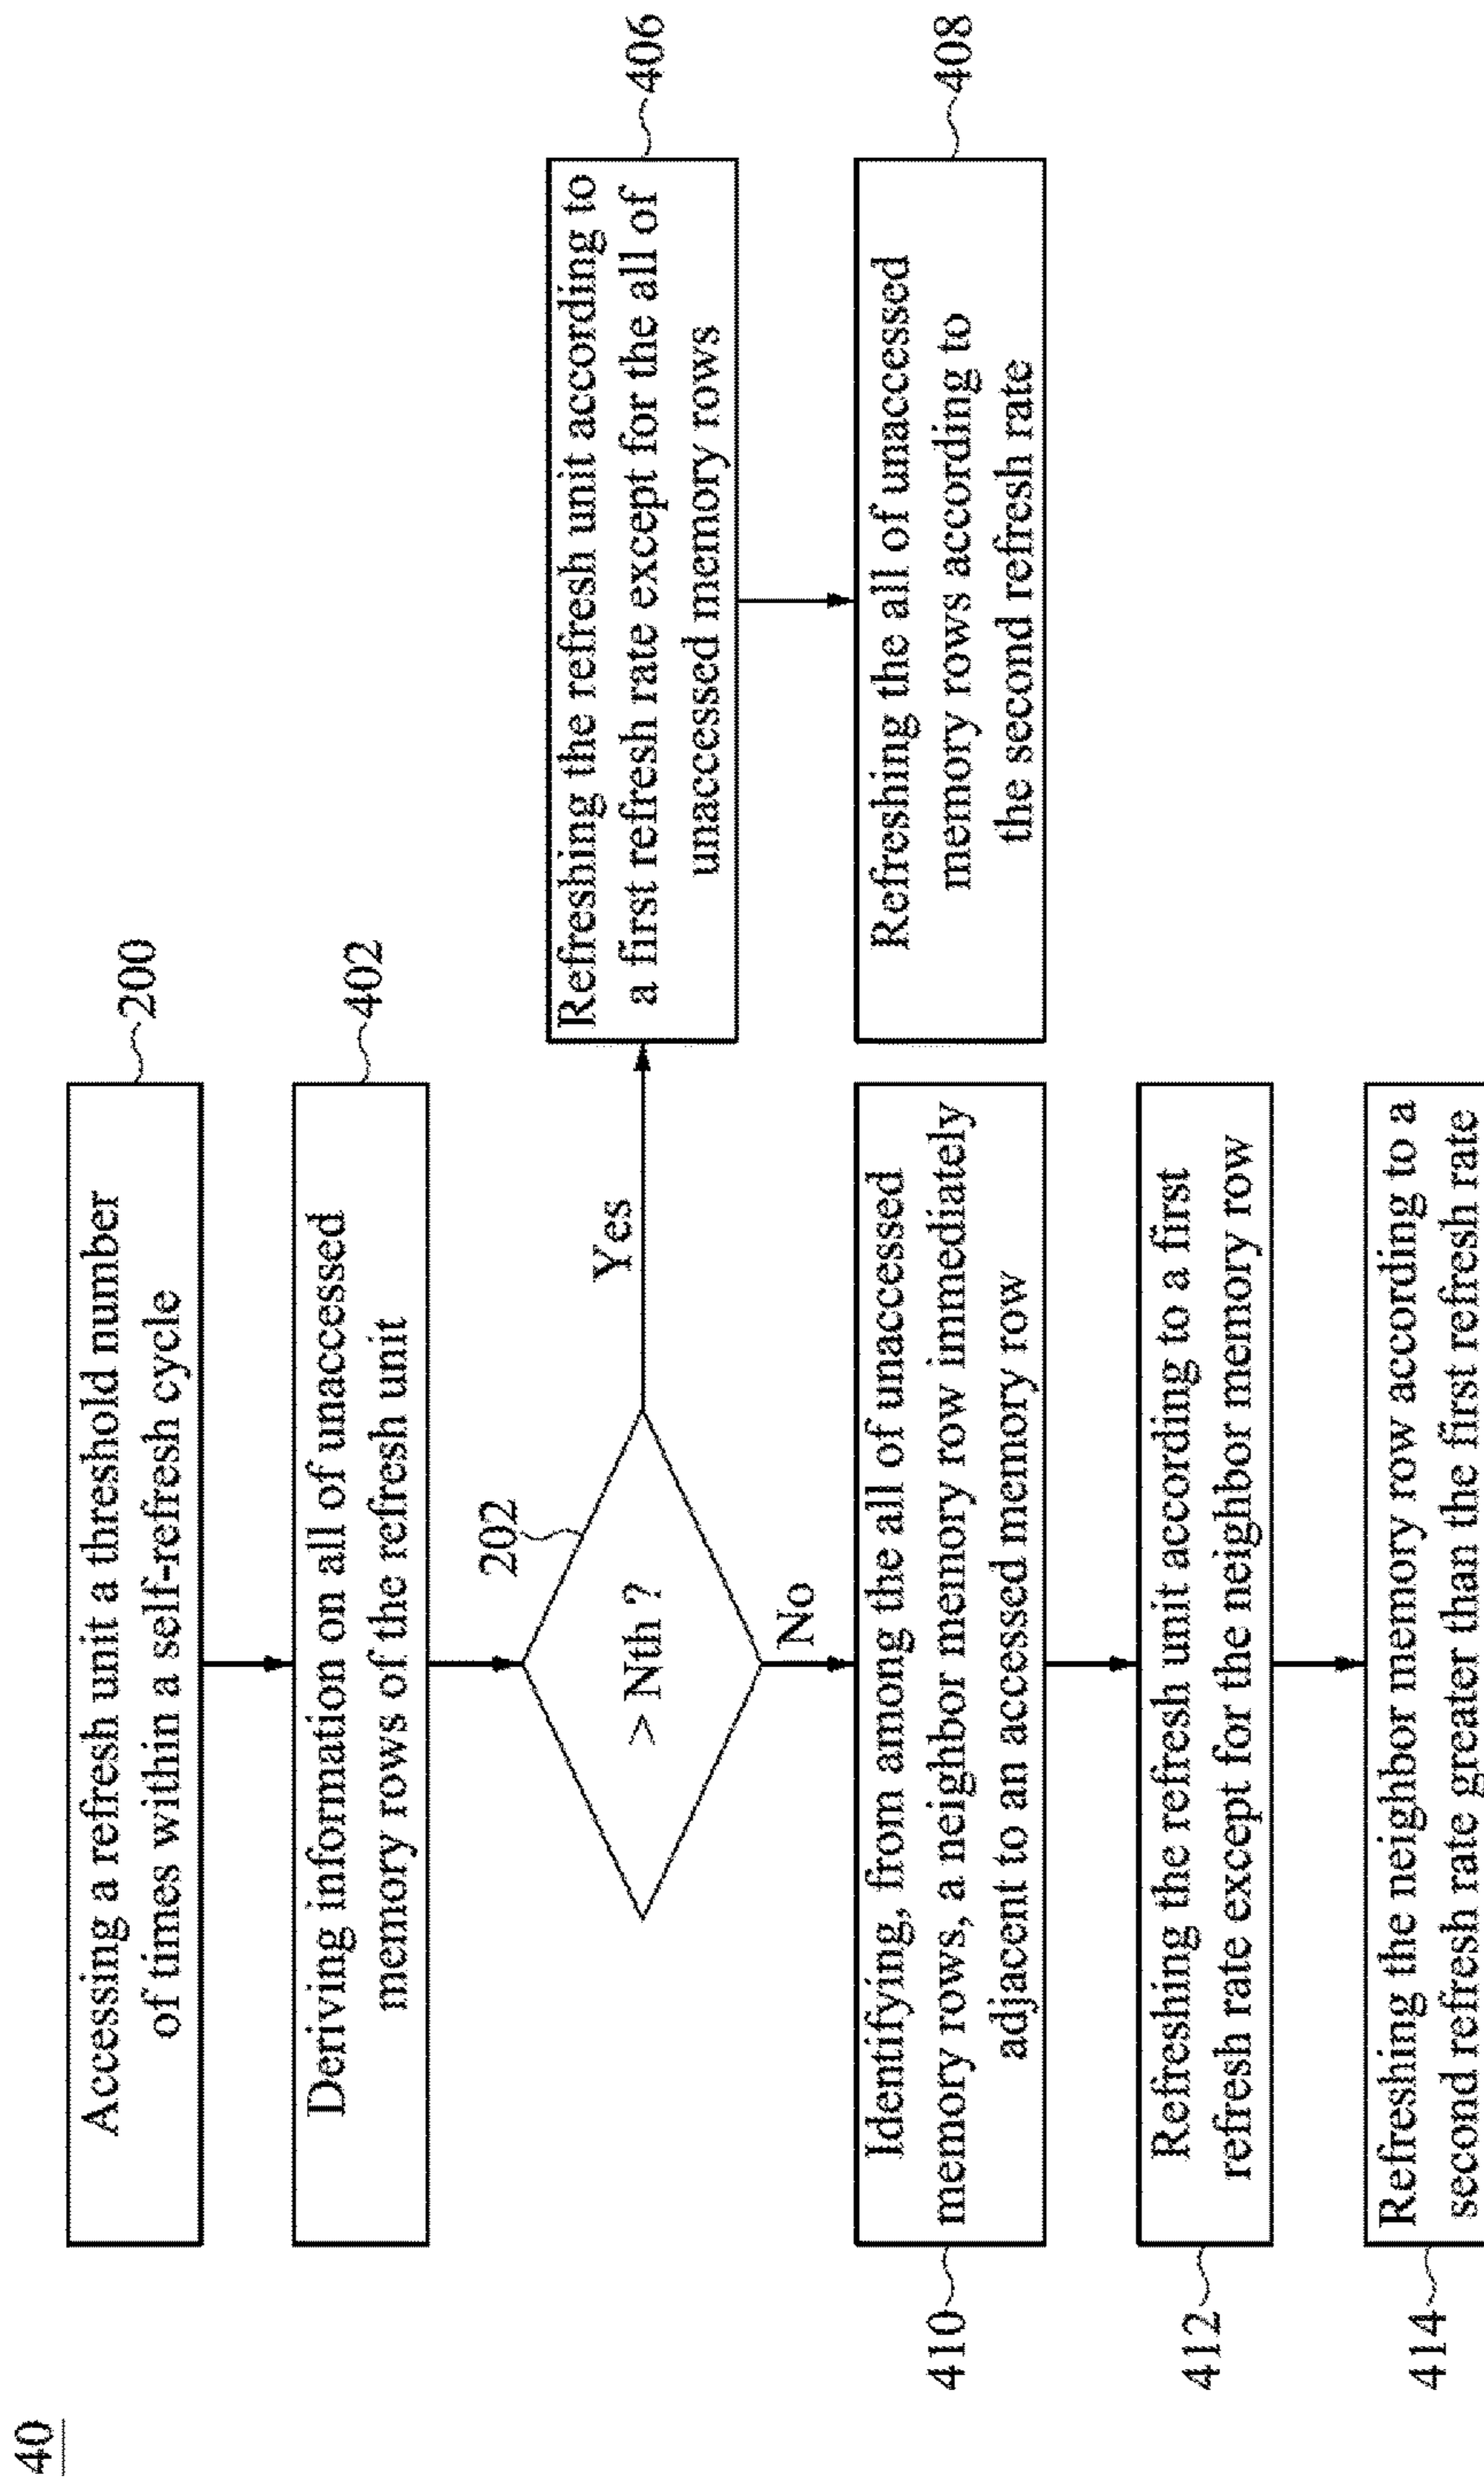 40
Accessing a refresh unit a threshold number
of times within a self-refresh cycle
200
Deriving information on all of unaccessed
memory rows of the refresh unit
402
202
> Nth ?
Yes
No
Refreshing the refresh unit according to
a first refresh rate except for the all of
unaccessed memory rows
406
Refreshing the all of unaccessed
memory rows according to
the second refresh rate
408
410
Identifying, from among the all of unaccessed
memory rows, a neighbor memory row immediately
adjacent to an accessed memory row
412
Refreshing the refresh unit according to a first
refresh rate except for the neighbor memory row
414
Refreshing the neighbor memory row according to a
second refresh rate greater than the first refresh rate